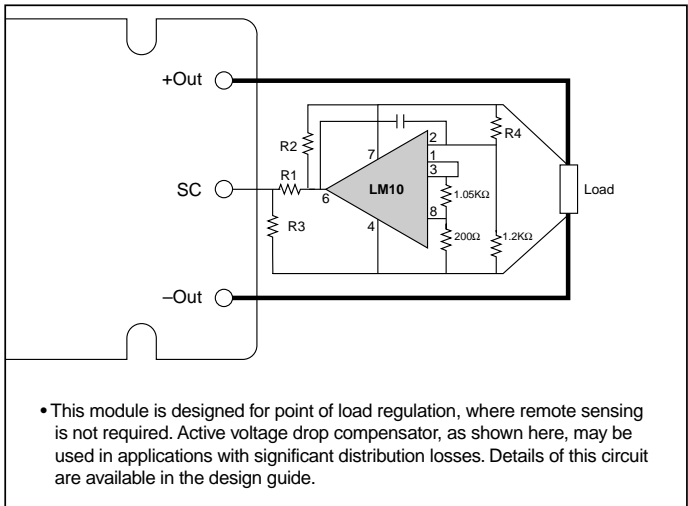 +Out
R2
R4
7
2
1
3
R1
SC
LM10
6
1.05KΩ
Load
R3
4
8
200Ω
1.2KΩ
–Out
• This module is designed for point of load regulation, where remote sensing
is not required. Active voltage drop compensator, as shown here, may be
used in applications with significant distribution losses. Details of this circuit
are available in the design guide.